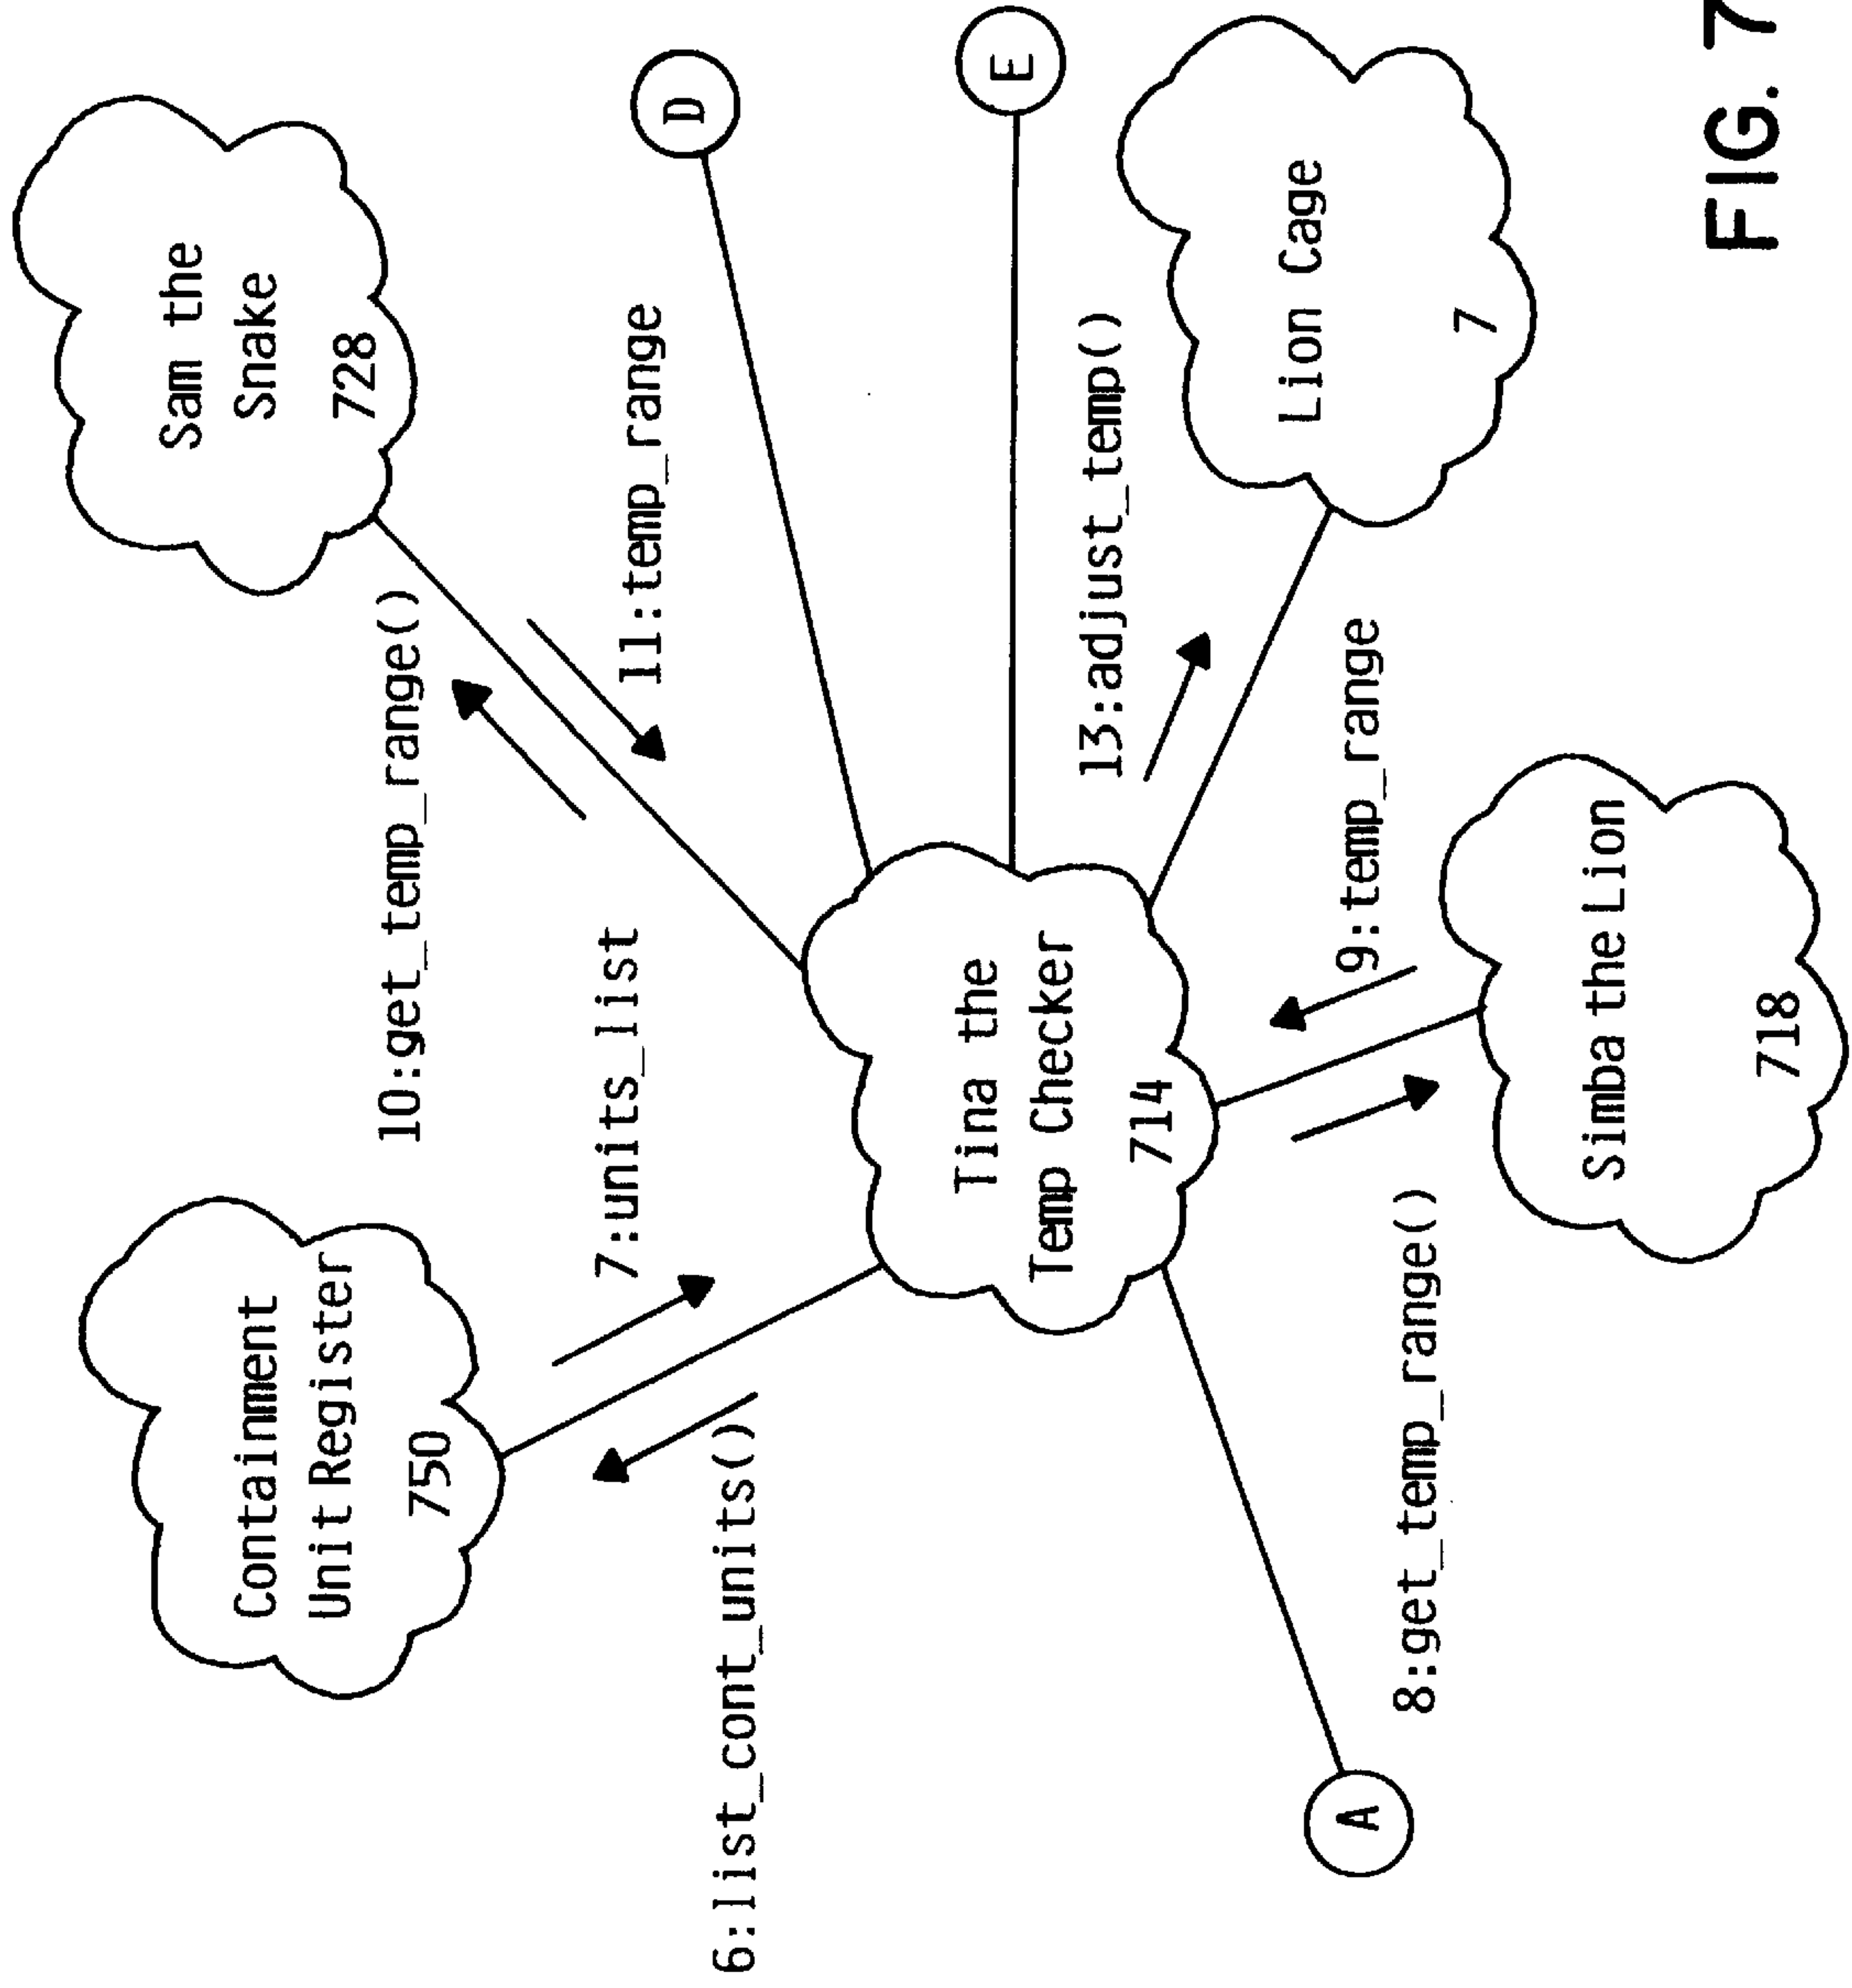 Containment
Unit Register
750
Sam the
Snake
728
10:get_temp_range()
7:units_list
11:temp_range
6:list_cont_units()
D
Tina the
Temp Checker
714
E
13:adjust_temp()
8:get_temp_range()
9:temp_range
Lion Cage
7
A
Simba the Lion
718
FIG. 7